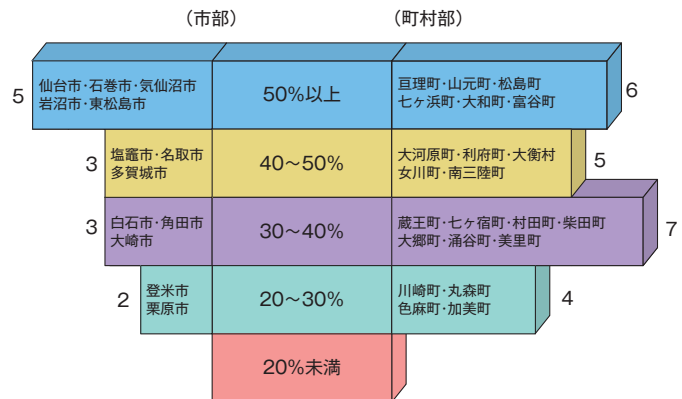 （市部）
（町村部）
5
仙台市・石巻市・気仙沼市
岩沼市・東松島市
50%以上
亘理町・山元町・松島町
七ヶ浜町・大和町・富谷町
6
3
塩竈市・名取市
多賀城市
40〜50%
大河原町・利府町・大衡村
女川町・南三陸町
5
3
白石市・角田市
大崎市
30〜40%
蔵王町・七ヶ宿町・村田町・柴田町
大郷町・涌谷町・美里町
7
2
登米市
栗原市
20〜30%
川崎町・丸森町
色麻町・加美町
4
20%未満